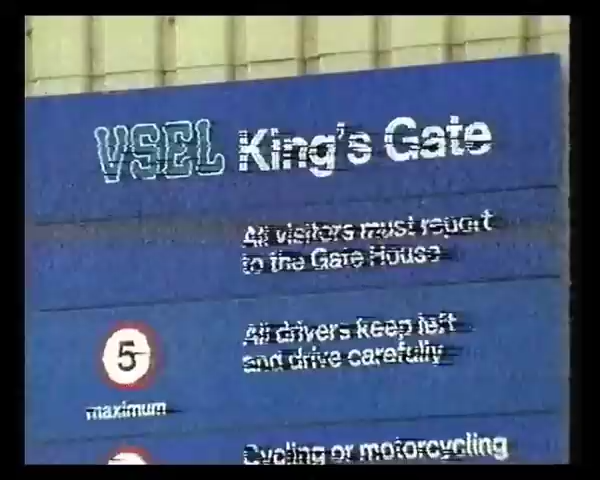 VSEL King's Gate
All visitors must report
to the Gate House
All drivers keep left
and drive carefully
5
maximum
Cycling or motorcycling